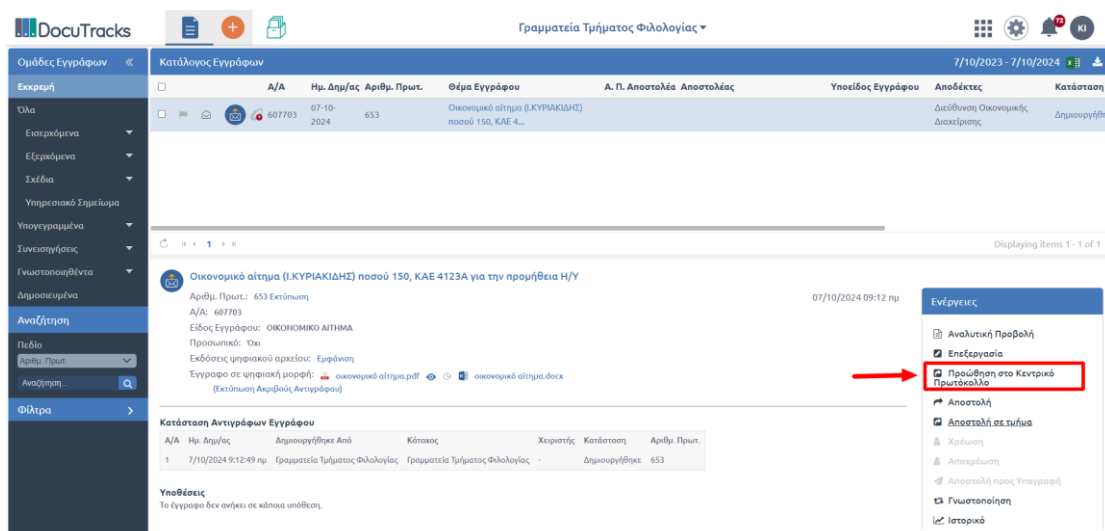 DocuTracks
Γραμματεία Τμήματος Φιλολογίας
72
KI
Ομάδες Εγγράφων
Κατάλογος Εγγράφων
7/10/2023 - 7/10/2024
Εκκρεμή
Α/Α Ημ. Δημ/ας Αριθμ. Πρωτ. Θέμα Εγγράφου Α. Π. Αποστολέα Αποστολέας Υποείδος Εγγράφου Αποδέκτες Κατάσταση
Όλα
607703 07-10-2024 653 Οικονομικό αίτημα (Ι.ΚΥΡΙΑΚΙΔΗΣ) ποσού 150, ΚΑΕ 4... Διεύθυνση Οικονομικής Διαχείρισης Δημιουργήθη
Εισερχόμενα
Εξερχόμενα
Σχέδια
Υπηρεσιακό Σημείωμα
Υπογεγραμμένα
Συνεισηγήσεις
1
Displaying items 1 - 1 of 1
Γνωστοποιηθέντα
Δημοσιευμένα
Αναζήτηση
Πεδίο
Αριθμ. Πρωτ.
Αναζήτηση...
Φίλτρα
Οικονομικό αίτημα (Ι.ΚΥΡΙΑΚΙΔΗΣ) ποσού 150, ΚΑΕ 4123Α για την προμήθεια Η/Υ
Αριθμ. Πρωτ.: 653 Εκτύπωση
07/10/2024 09:12 πμ
Α/Α: 607703
Είδος Εγγράφου: ΟΙΚΟΝΟΜΙΚΟ ΑΙΤΗΜΑ
Προσωπικό: Όχι
Εκδόσεις ψηφιακού αρχείου: Εμφάνιση
Έγγραφο σε ψηφιακή μορφή: οικονομικό αίτημα.pdf οικονομικό αίτημα.docx
(Εκτύπωση Ακριβούς Αντιγράφου)
Κατάσταση Αντιγράφων Εγγράφου
Α/Α Ημ. Δημ/ας Δημιουργήθηκε Από Κάτοχος Χειριστής Κατάσταση Αριθμ. Πρωτ.
1 7/10/2024 9:12:49 πμ Γραμματεία Τμήματος Φιλολογίας Γραμματεία Τμήματος Φιλολογίας - Δημιουργήθηκε 653
Υποθέσεις
Το έγγραφο δεν ανήκει σε κάποια υπόθεση.
Ενέργειες
Αναλυτική Προβολή
Επεξεργασία
Προώθηση στο Κεντρικό
Πρωτόκολλο
Αποστολή
Αποστολή σε τμήμα
Χρέωση
Αποχρέωση
Αποστολή προς Υπογραφή
Γνωστοποίηση
Ιστορικό